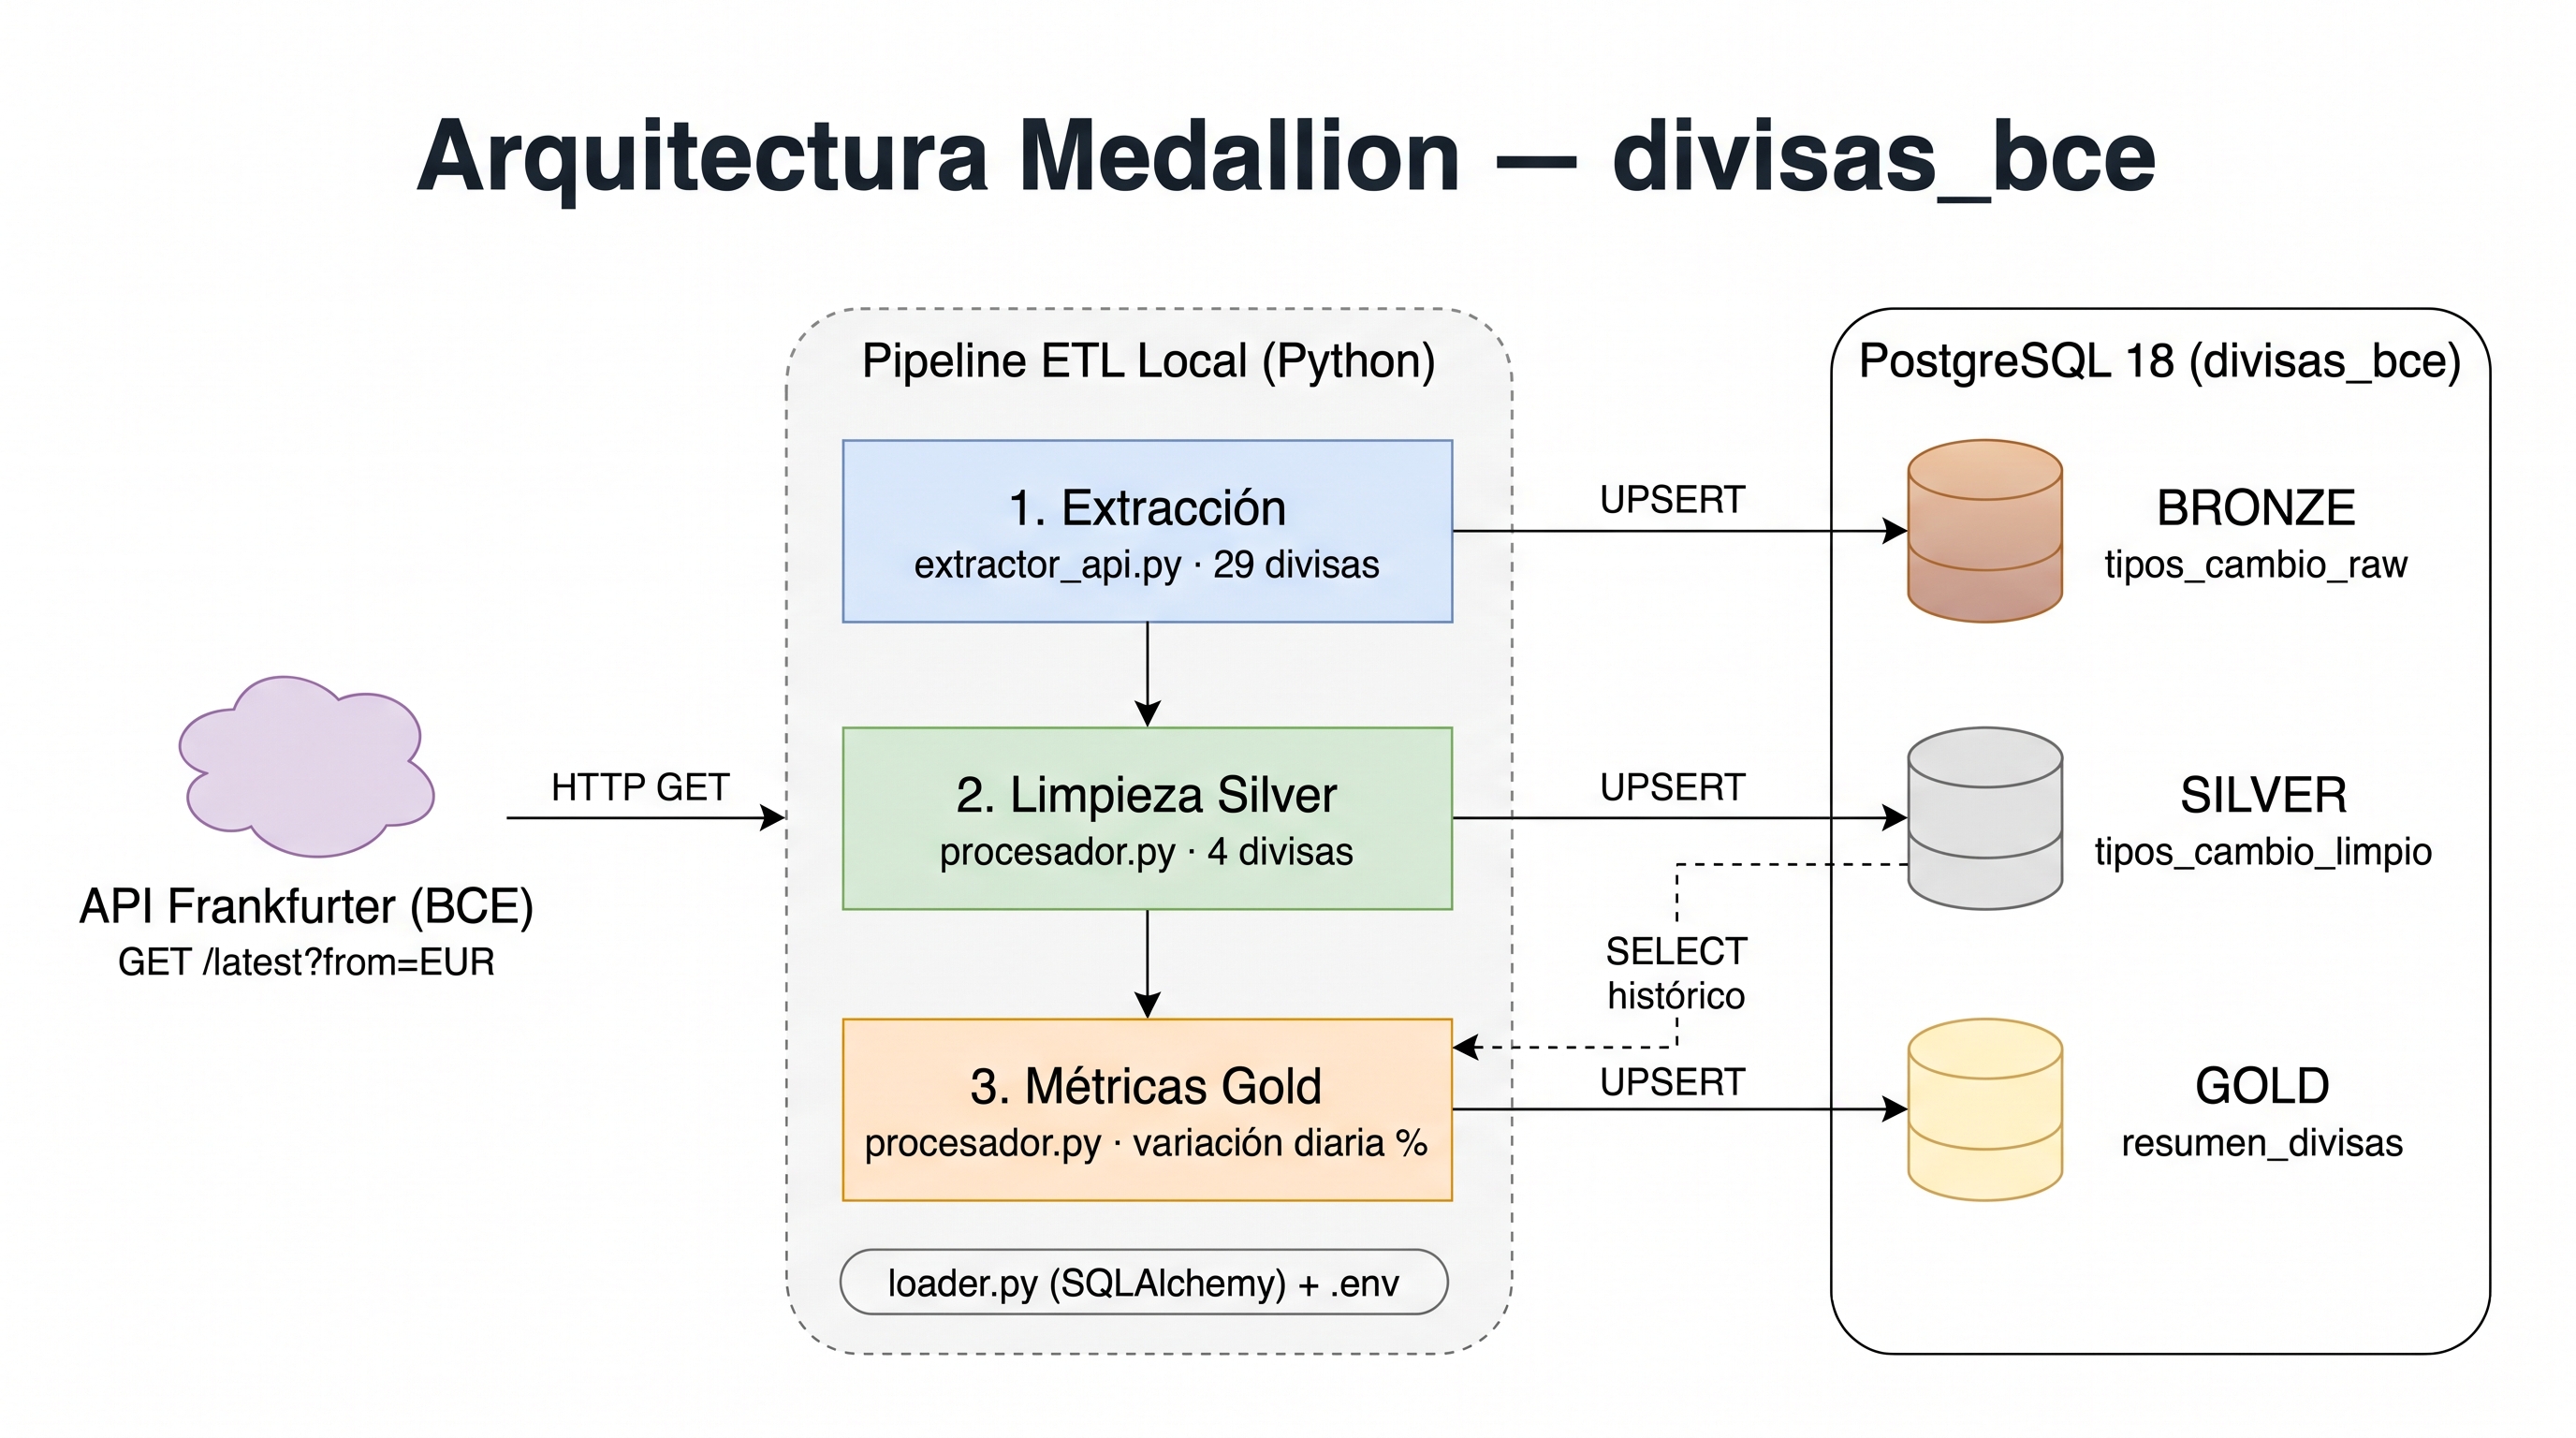 Arquitectura Medallion — divisas_bce
API Frankfurter (BCE)
GET /latest?from=EUR
HTTP GET
Pipeline ETL Local (Python)
1. Extracción
extractor_api.py · 29 divisas
2. Limpieza Silver
procesador.py · 4 divisas
3. Métricas Gold
procesador.py · variación diaria %
loader.py (SQLAlchemy) + .env
UPSERT
UPSERT
SELECT
histórico
UPSERT
PostgreSQL 18 (divisas_bce)
BRONZE
tipos_cambio_raw
SILVER
tipos_cambio_limpio
GOLD
resumen_divisas